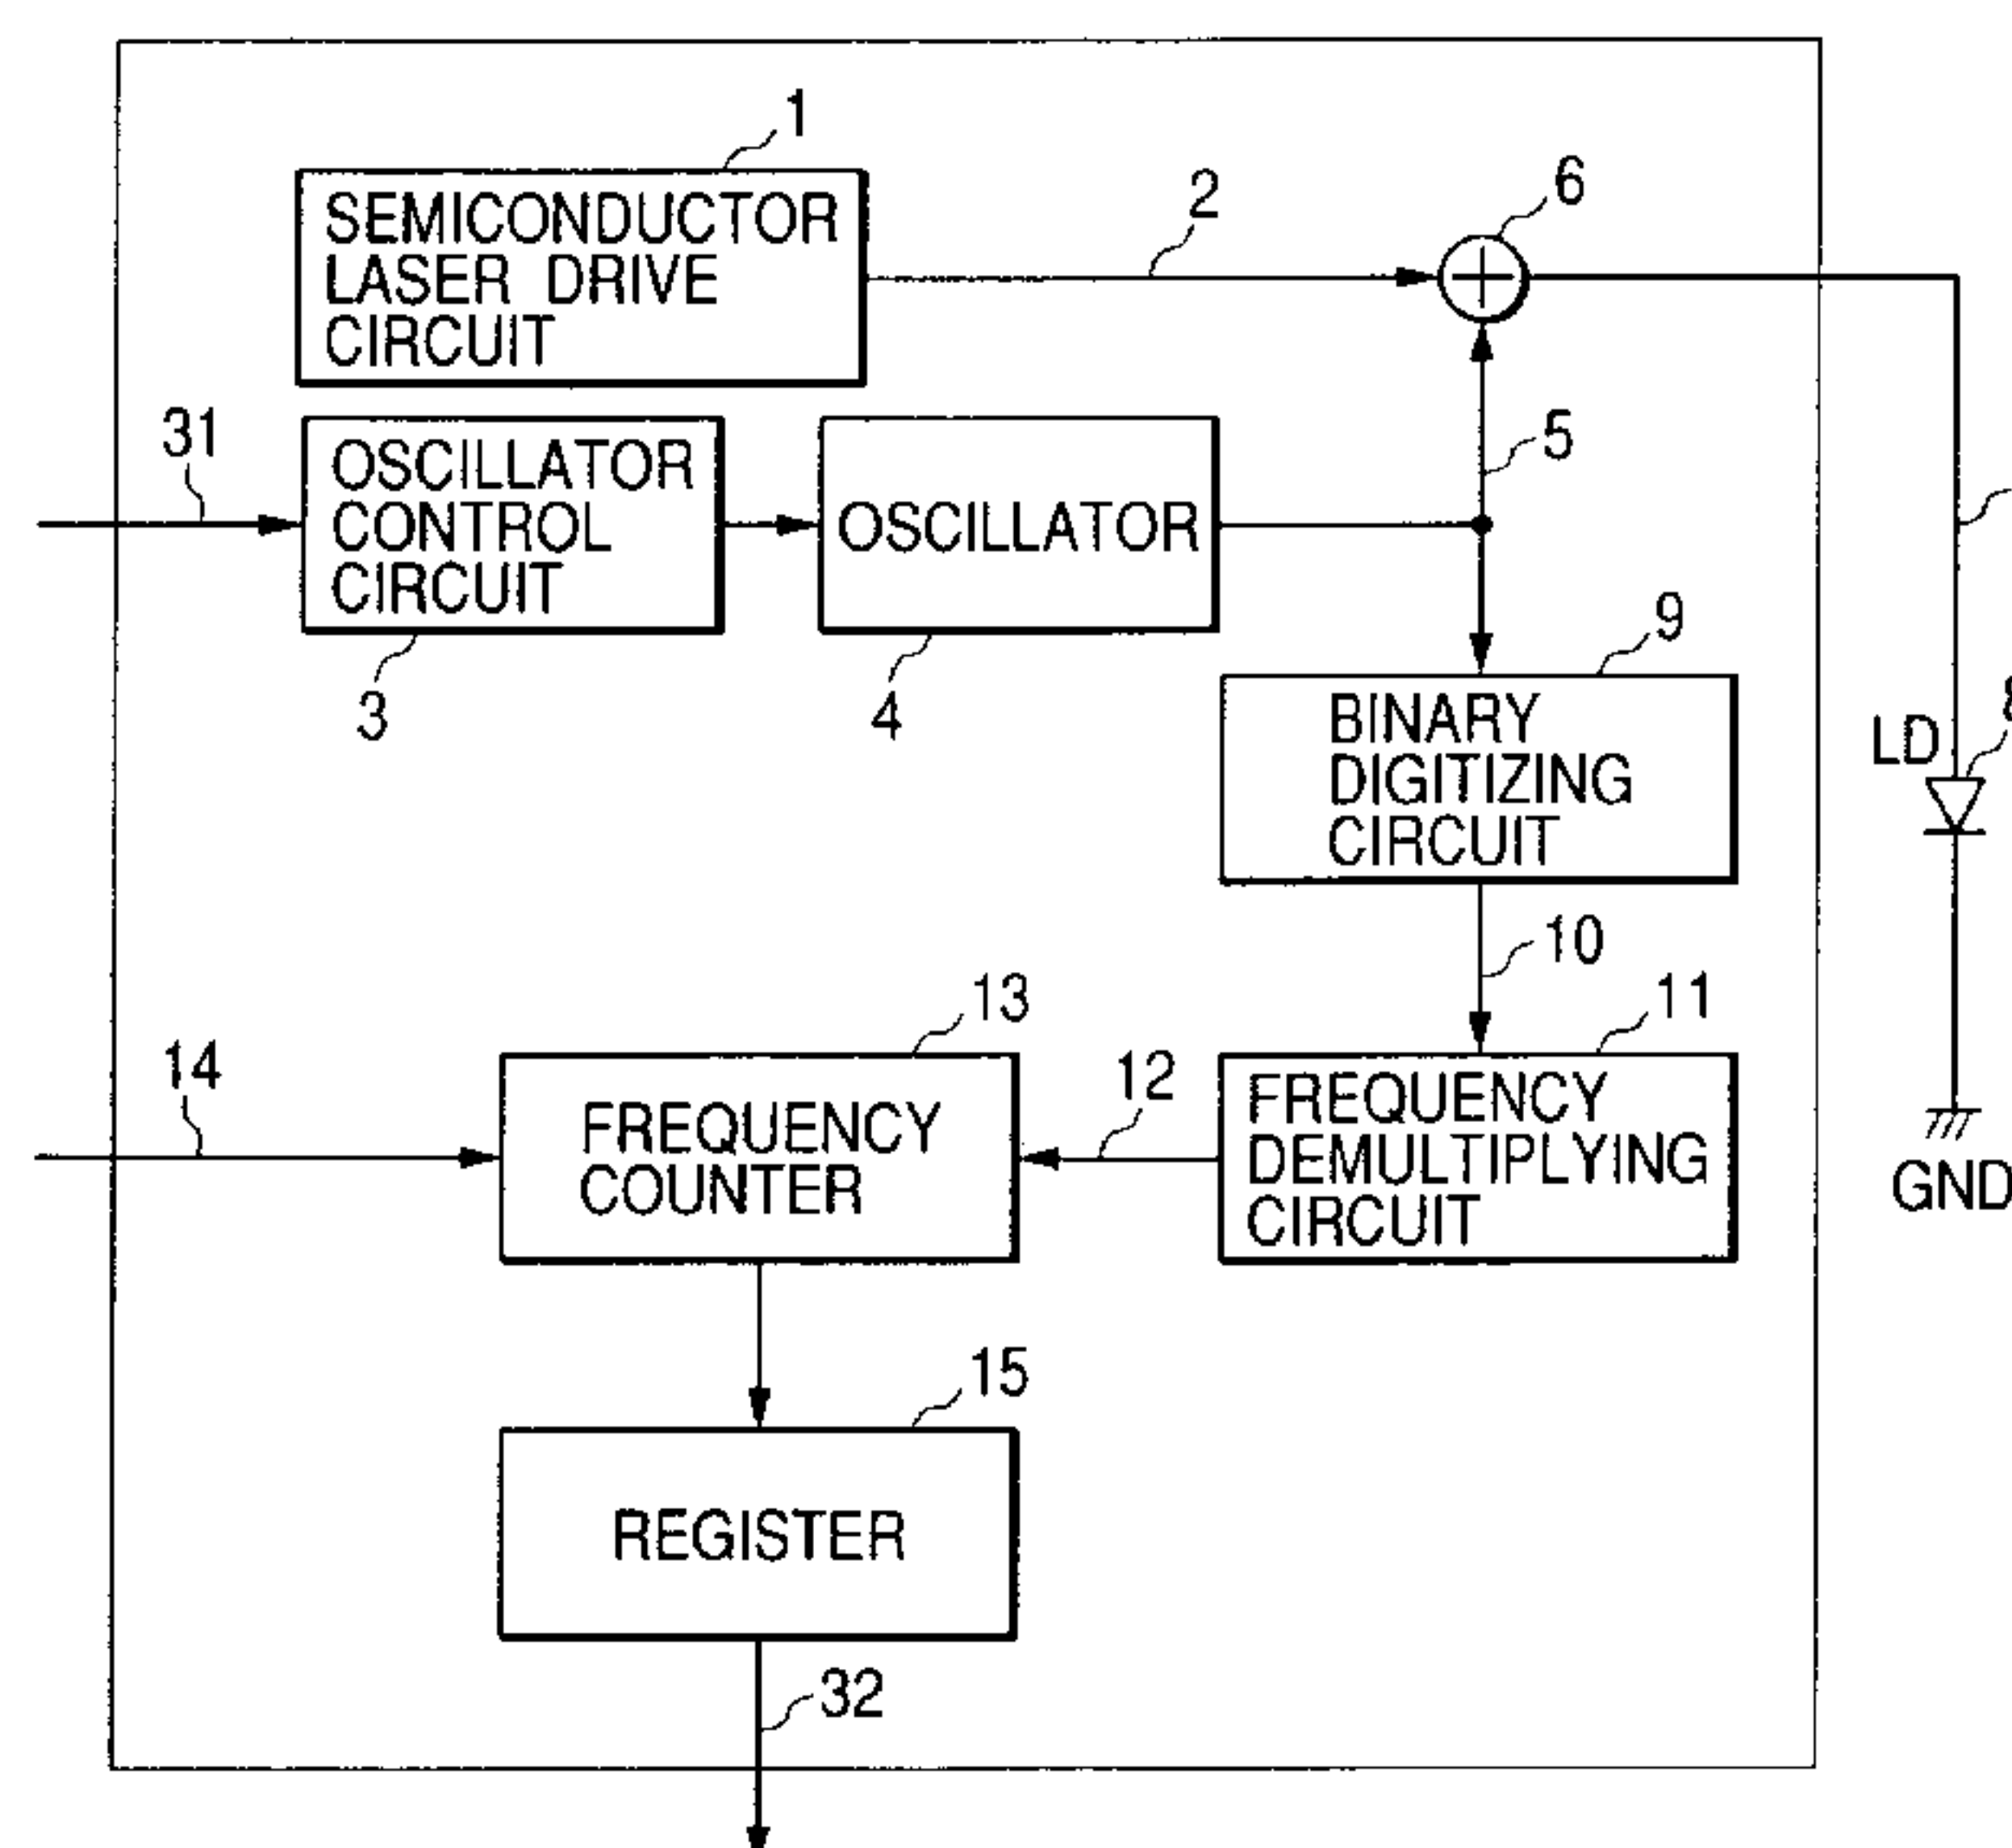 1
SEMICONDUCTOR
LASER DRIVE
CIRCUIT
2
6
31
OSCILLATOR
CONTROL
CIRCUIT
3
OSCILLATOR
4
5
9
BINARY
DIGITIZING
CIRCUIT
LD
8
10
11
FREQUENCY
DEMULTIPLYING
CIRCUIT
12
13
14
FREQUENCY
COUNTER
GND
15
REGISTER
32